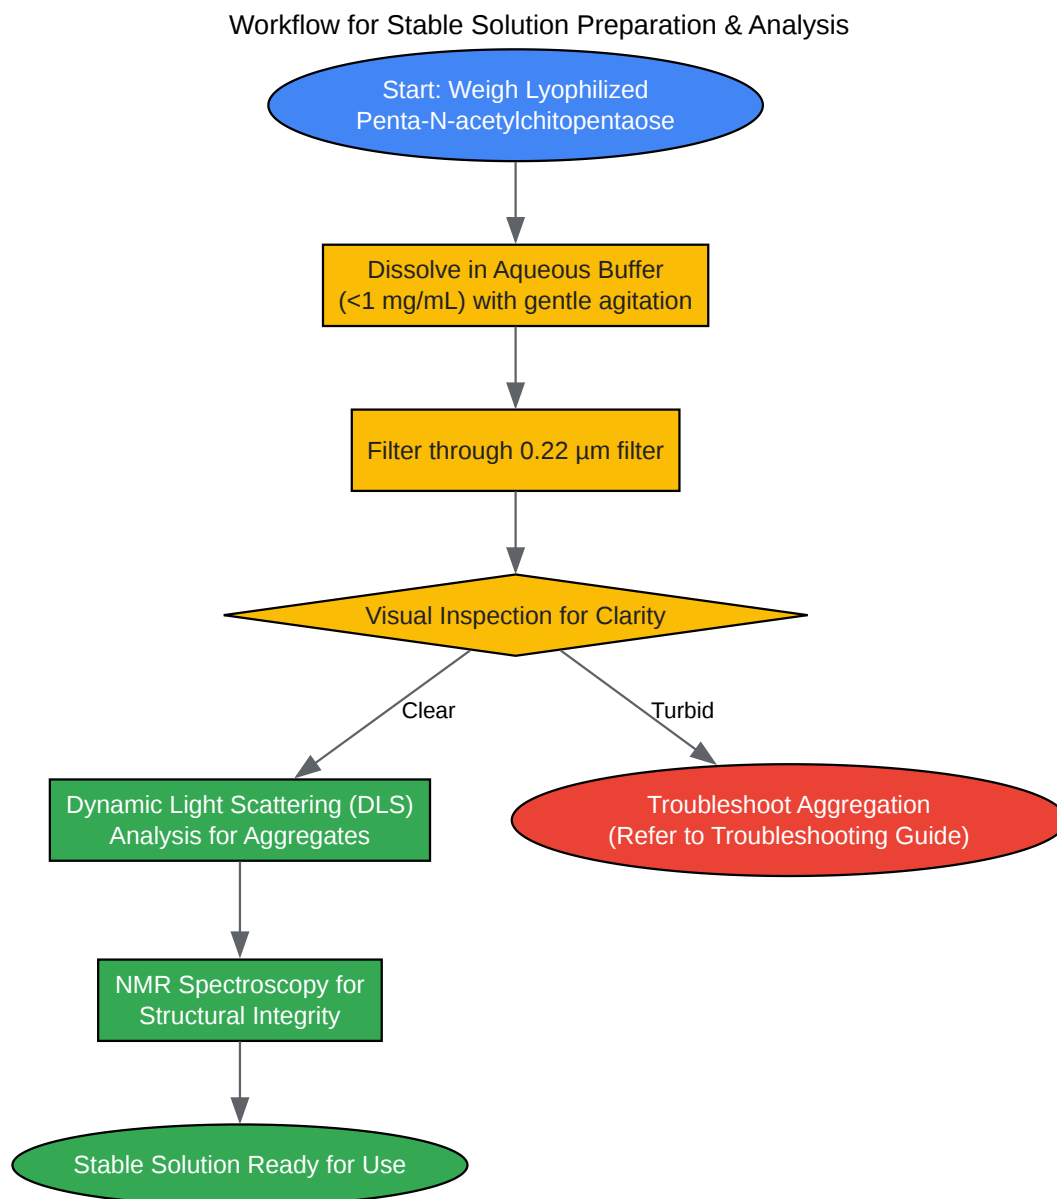 Workflow for Stable Solution Preparation & Analysis
Start: Weigh Lyophilized
Penta-N-acetylchitopentaose
Dissolve in Aqueous Buffer
(<1 mg/mL) with gentle agitation
Filter through 0.22 µm filter
Visual Inspection for Clarity
Clear
Turbid
Dynamic Light Scattering (DLS)
Analysis for Aggregates
Troubleshoot Aggregation
(Refer to Troubleshooting Guide)
NMR Spectroscopy for
Structural Integrity
Stable Solution Ready for Use